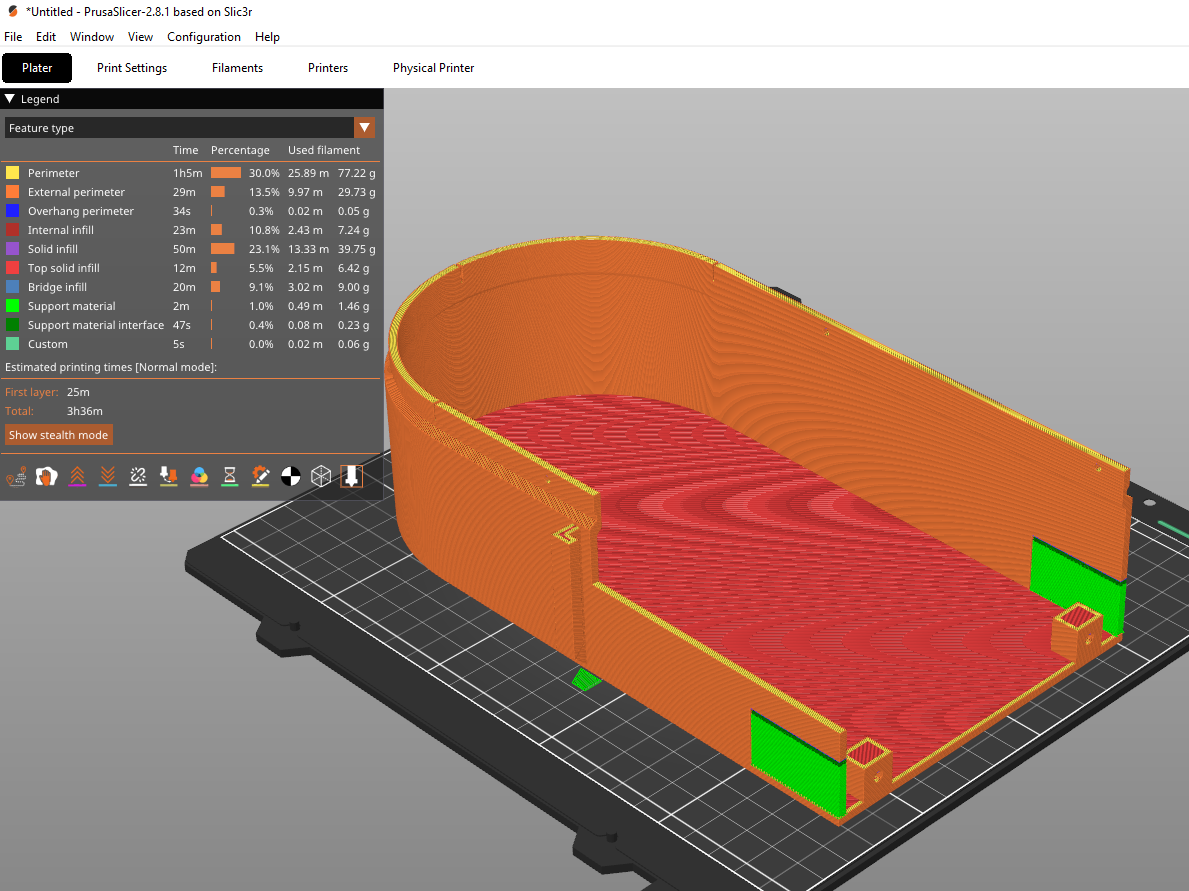 *Untitled - PrusaSlicer-2.8.1 based on Slic3r
File Edit Window View Configuration Help
Plater Print Settings Filaments Printers Physical Printer
Legend
Feature type
Time Percentage Used filament
Perimeter 1h5m 30.0% 25.89 m 77.22 g
External perimeter 29m 13.5% 9.97 m 29.73 g
Overhang perimeter 34s 0.3% 0.02 m 0.05 g
Internal infill 23m 10.8% 2.43 m 7.24 g
Solid infill 50m 23.1% 13.33 m 39.75 g
Top solid infill 12m 5.5% 2.15 m 6.42 g
Bridge infill 20m 9.1% 3.02 m 9.00 g
Support material 2m 1.0% 0.49 m 1.46 g
Support material interface 47s 0.4% 0.08 m 0.23 g
Custom 5s 0.0% 0.02 m 0.06 g
Estimated printing times [Normal mode]:
First layer: 25m
Total: 3h36m
Show stealth mode